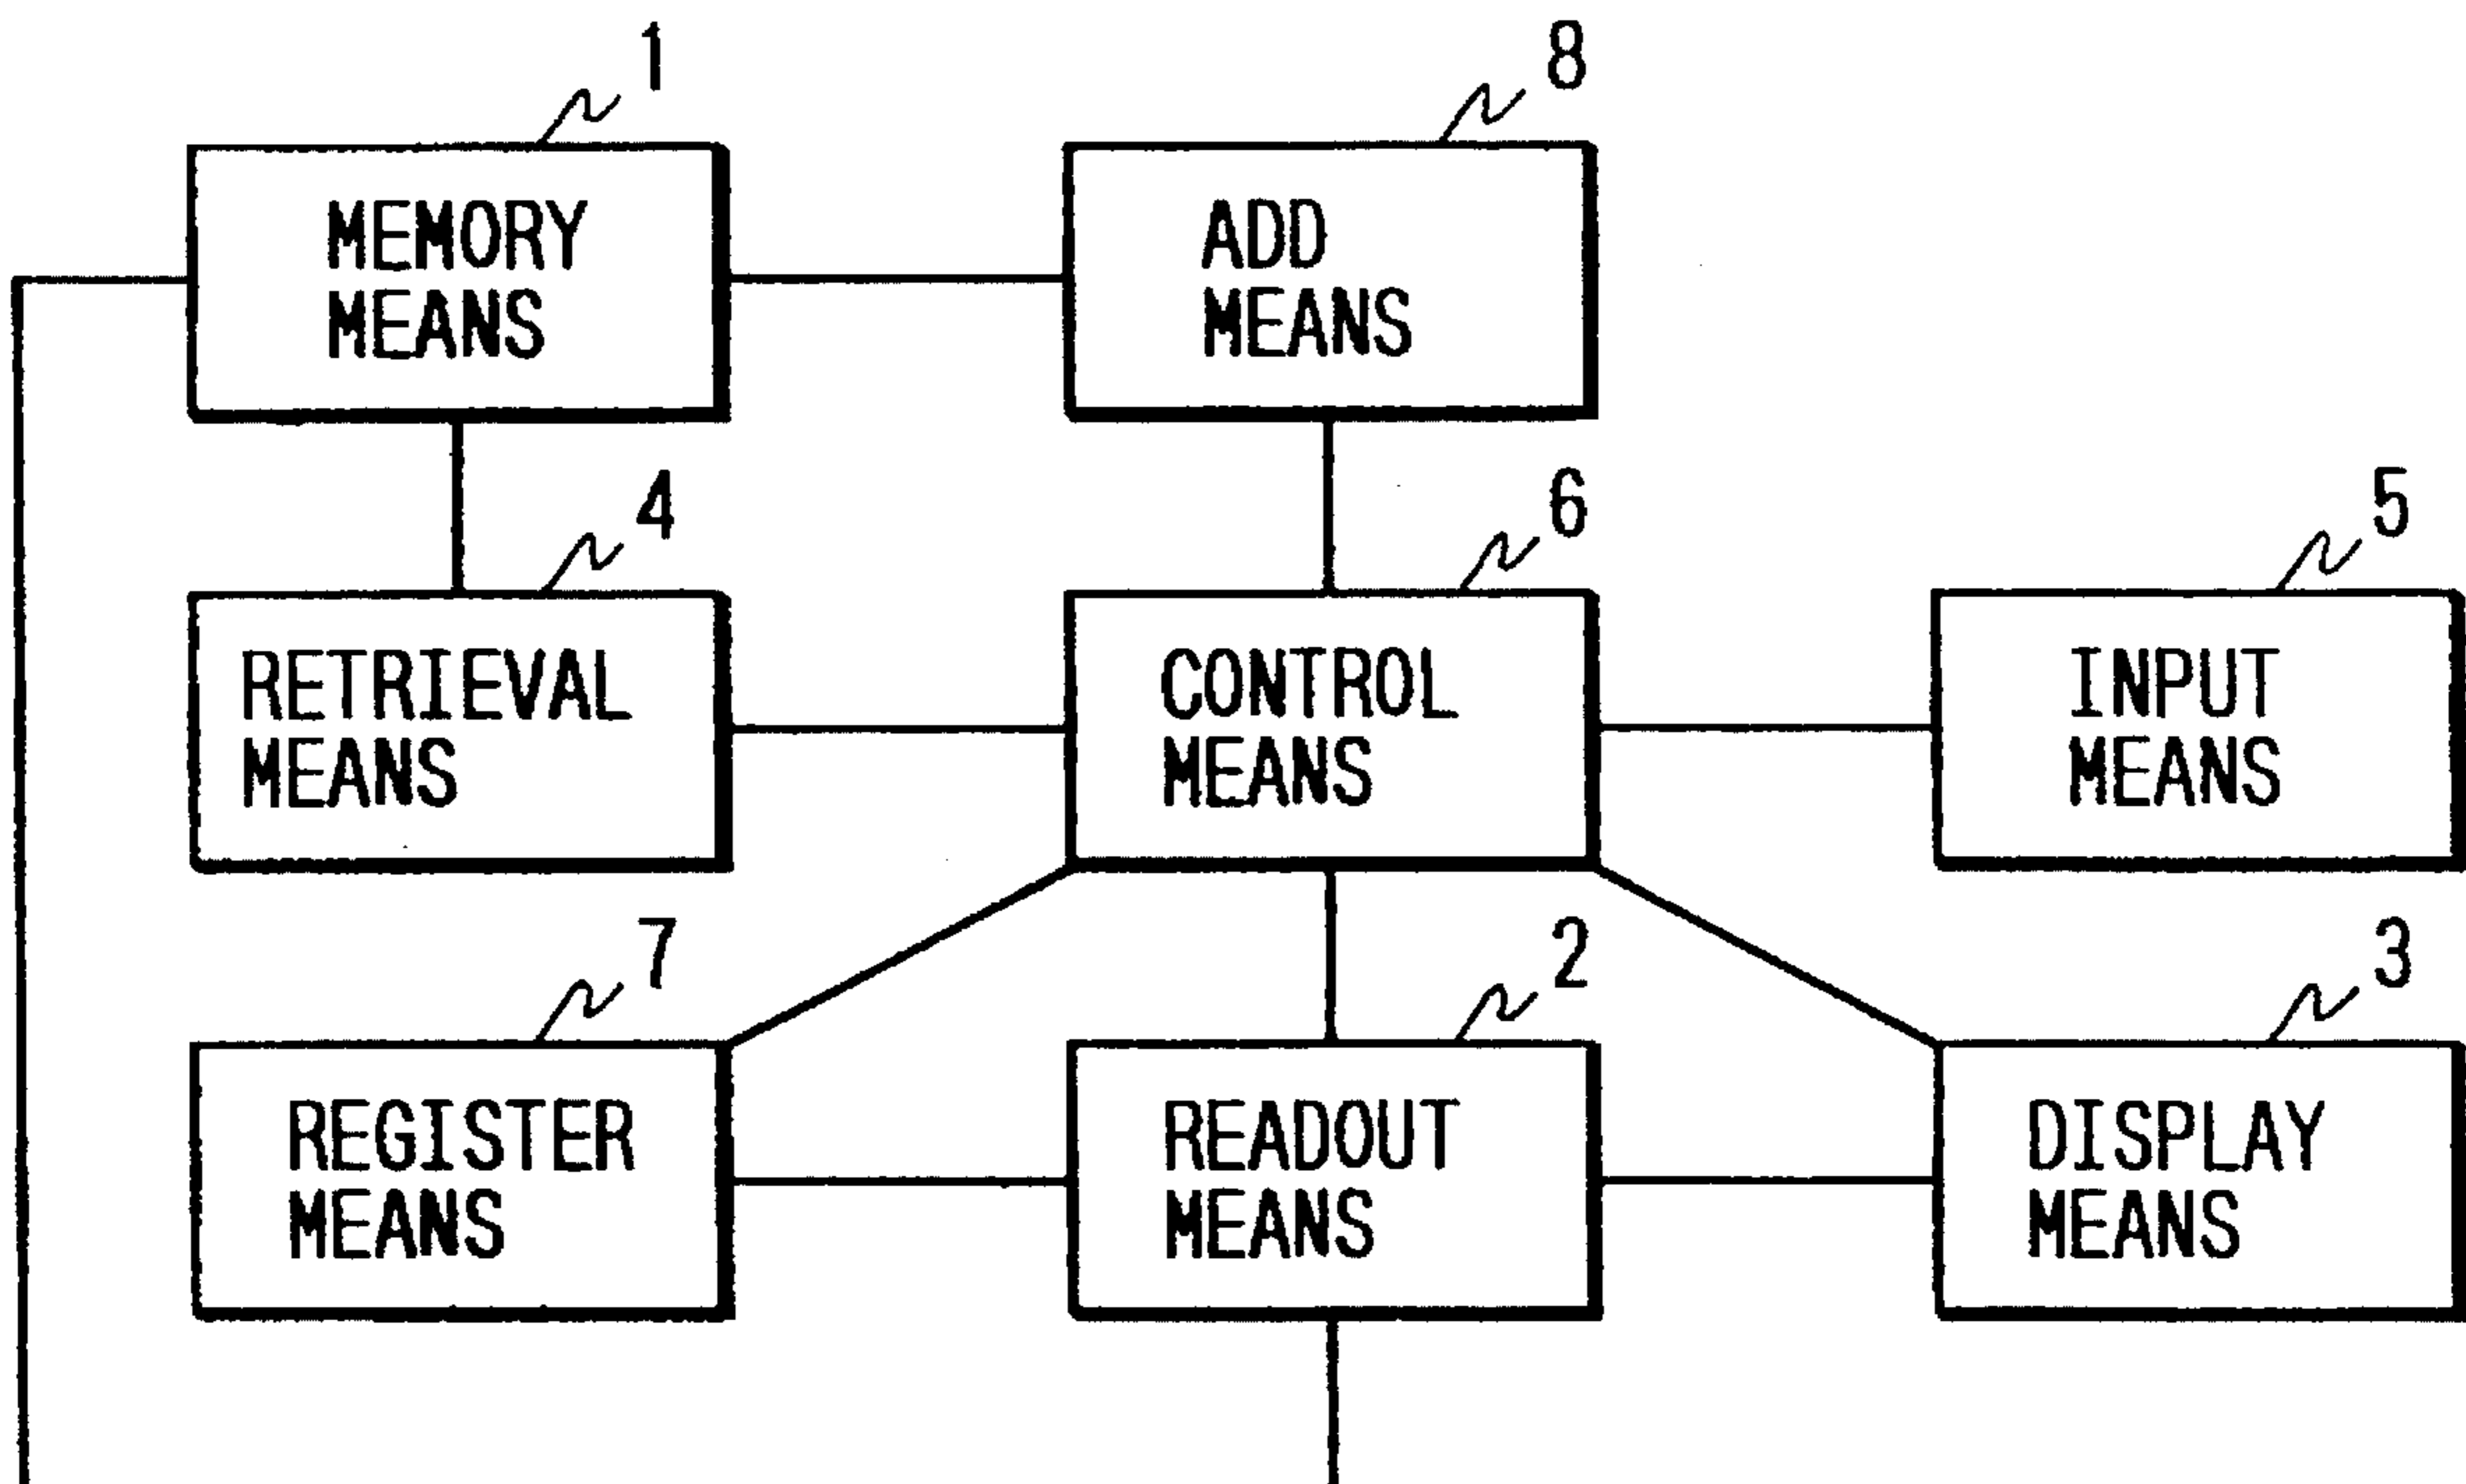 1
8
MEMORY
MEANS
ADD
MEANS
4
6
5
RETRIEVAL
MEANS
CONTROL
MEANS
INPUT
MEANS
7
2
3
REGISTER
MEANS
READOUT
MEANS
DISPLAY
MEANS